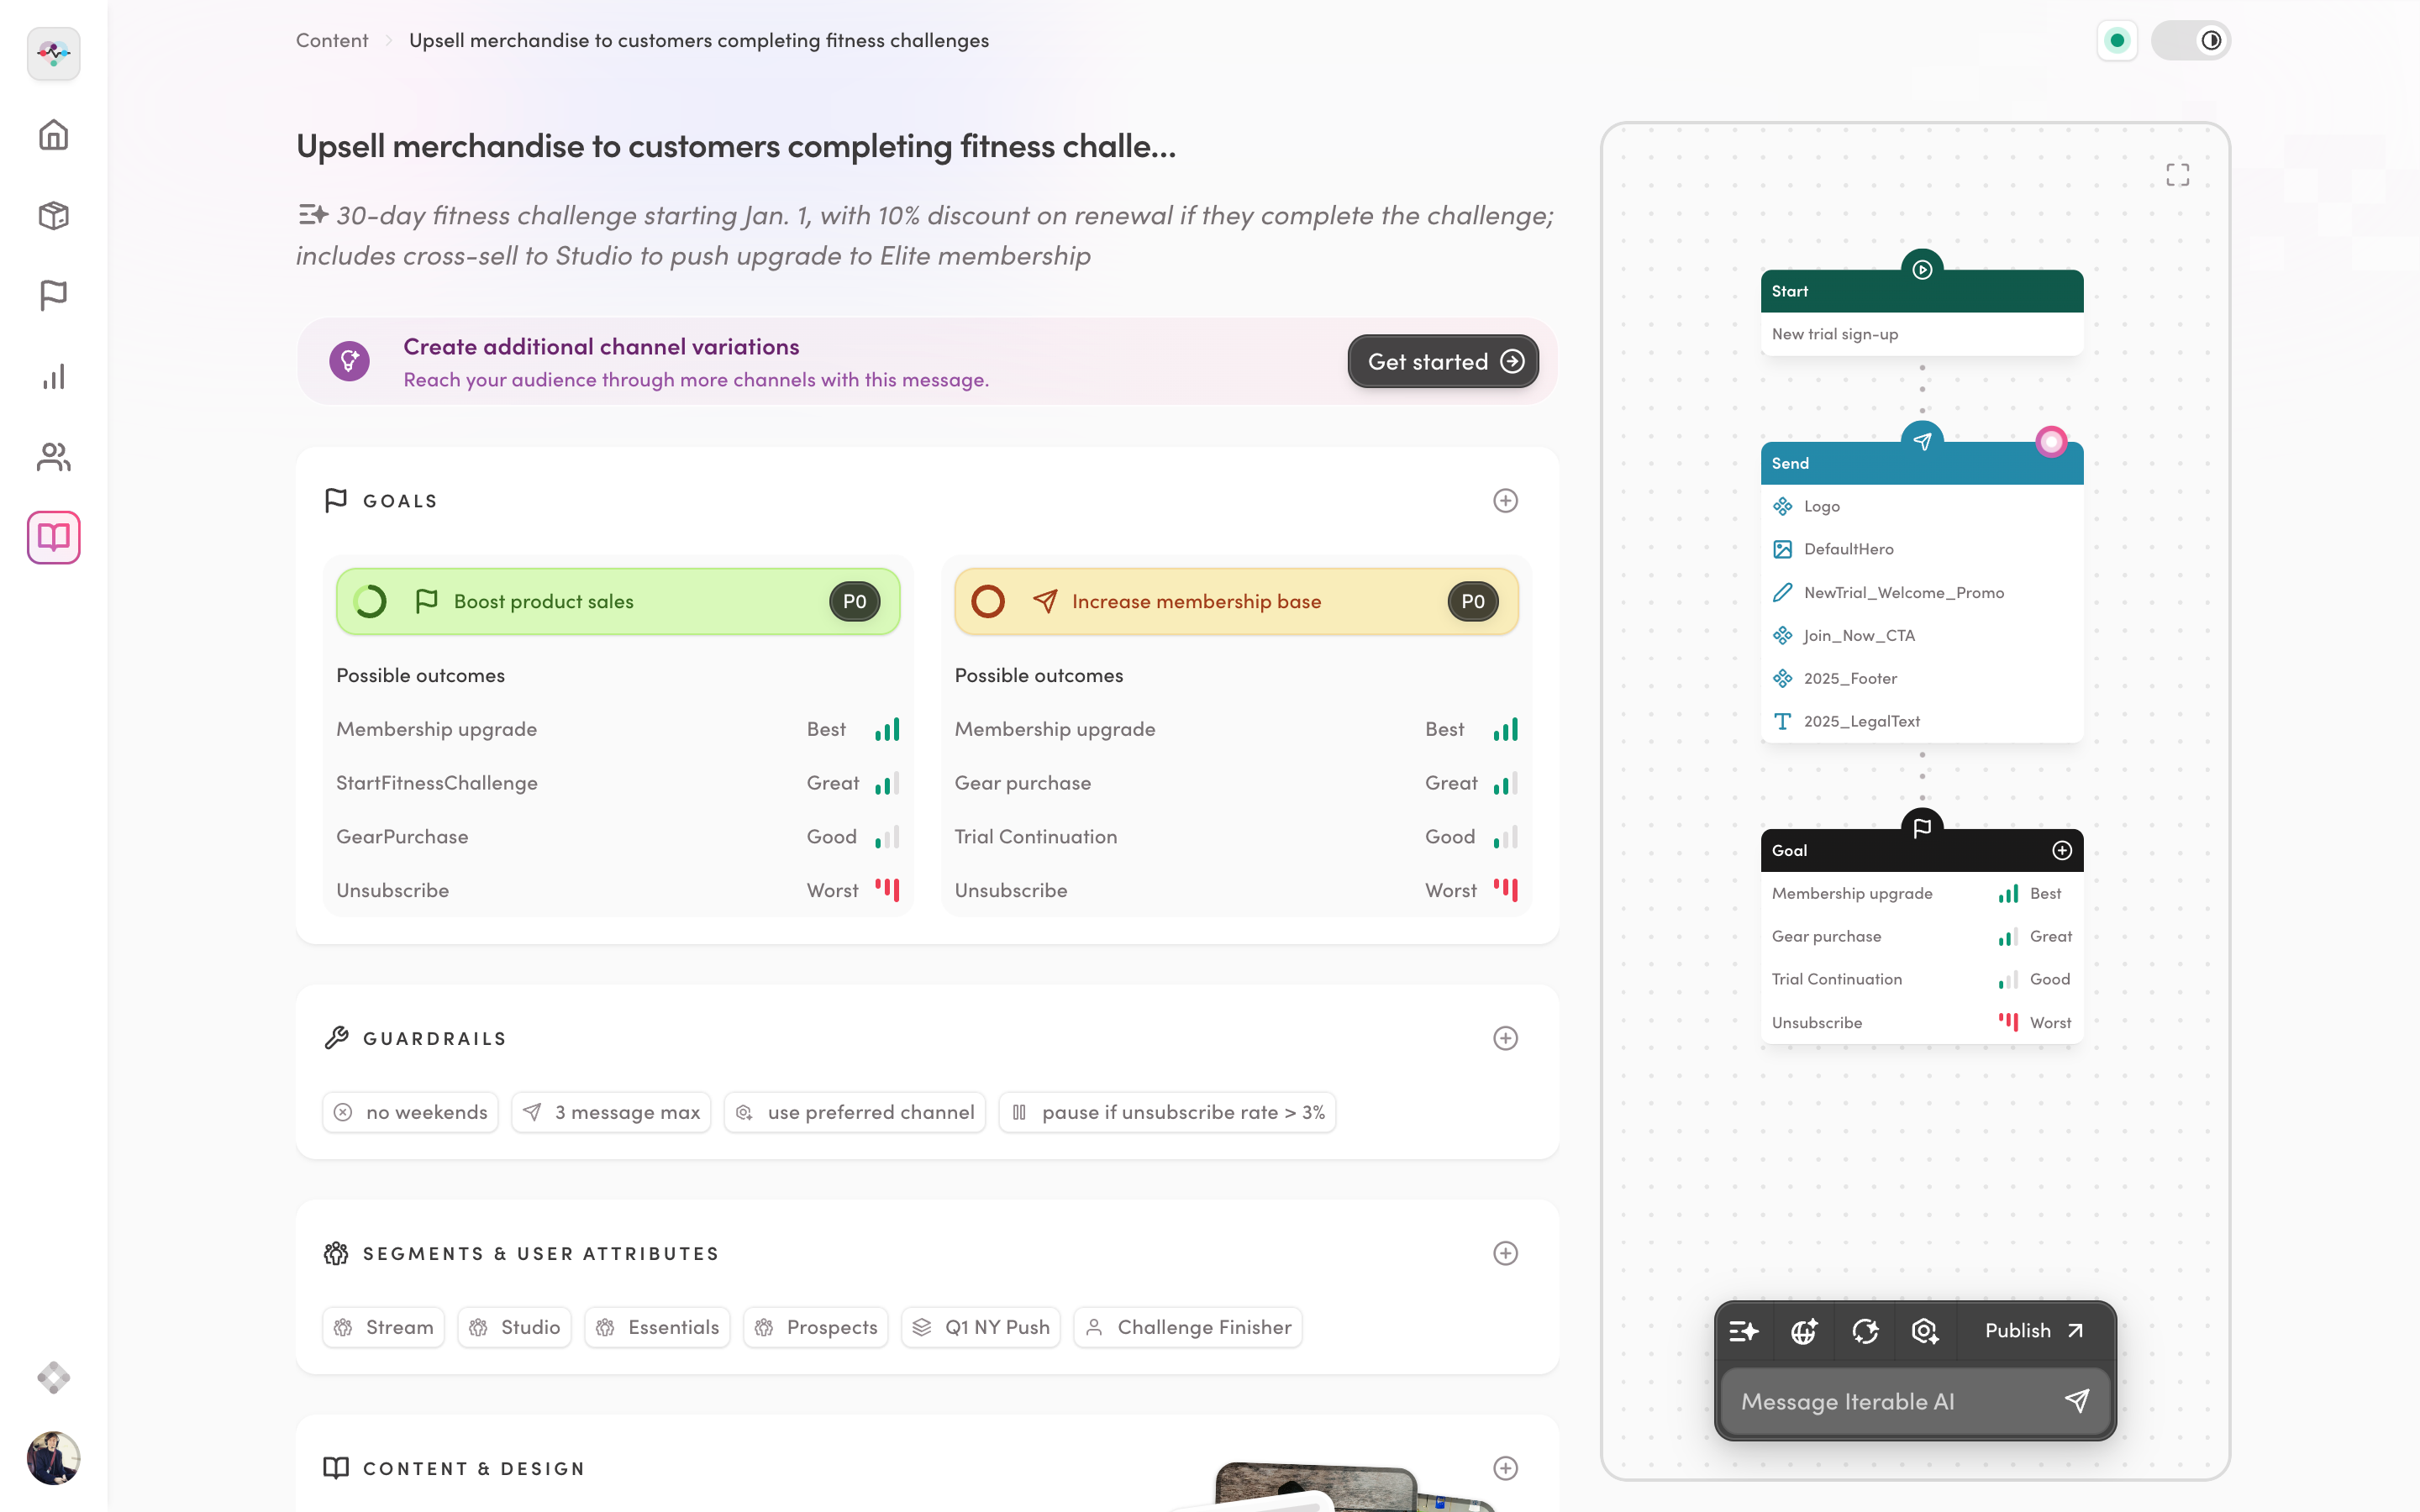 Content
Upsell merchandise to customers completing fitness challenges
Upsell merchandise to customers completing fitness challe...
30-day fitness challenge starting Jan. 1, with 10% discount on renewal if they complete the challenge;
includes cross-sell to Studio to push upgrade to Elite membership
Create additional channel variations
Reach your audience through more channels with this message.
Get started
GOALS
Boost product sales
P0
Possible outcomes
Membership upgrade Best
StartFitnessChallenge Great
GearPurchase Good
Unsubscribe Worst
Increase membership base
P0
Possible outcomes
Membership upgrade Best
Gear purchase Great
Trial Continuation Good
Unsubscribe Worst
GUARDRAILS
no weekends
3 message max
use preferred channel
pause if unsubscribe rate > 3%
SEGMENTS & USER ATTRIBUTES
Stream
Studio
Essentials
Prospects
Q1 NY Push
Challenge Finisher
CONTENT & DESIGN
Start
New trial sign-up
Send
Logo
DefaultHero
NewTrial_Welcome_Promo
Join_Now_CTA
2025_Footer
2025_LegalText
Goal
Membership upgrade Best
Gear purchase Great
Trial Continuation Good
Unsubscribe Worst
Publish
Message Iterable AI